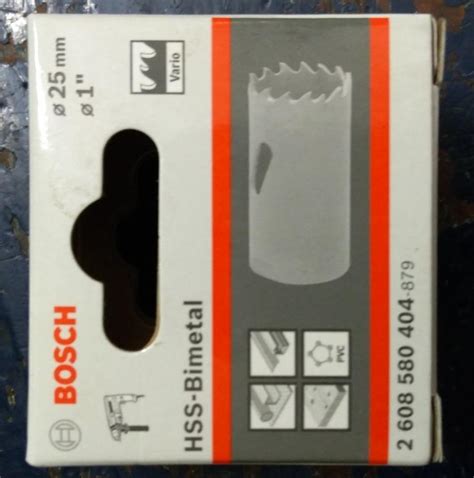 ø 25 mm
ø 1"
Vario
BOSCH
HSS-Bimetal
PVC
2 608 580 404-879